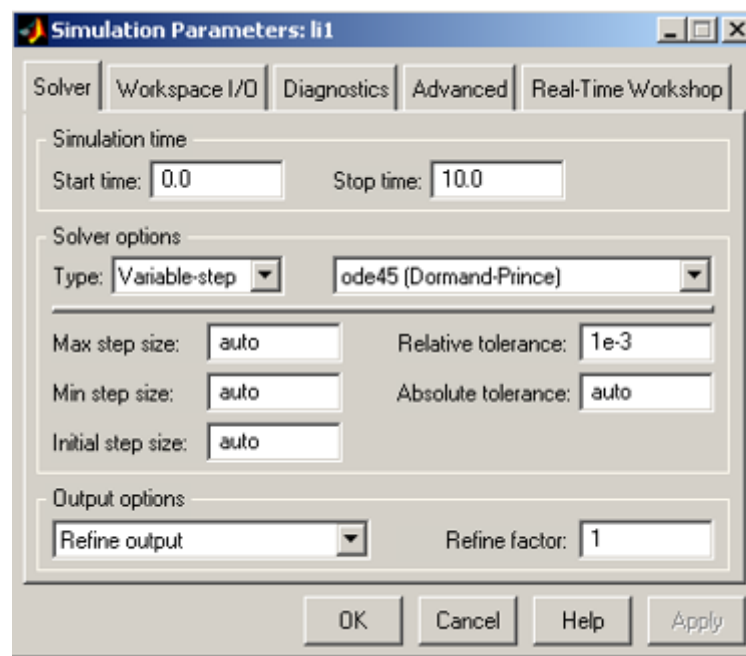 Simulation Parameters: li1
Solver Workspace I/O Diagnostics Advanced Real-Time Workshop
Simulation time
Start time: 0.0 Stop time: 10.0
Solver options
Type: Variable-step ode45 (Dormand-Prince)
Max step size: auto Relative tolerance: 1e-3
Min step size: auto Absolute tolerance: auto
Initial step size: auto
Output options
Refine output Refine factor: 1
OK Cancel Help Apply